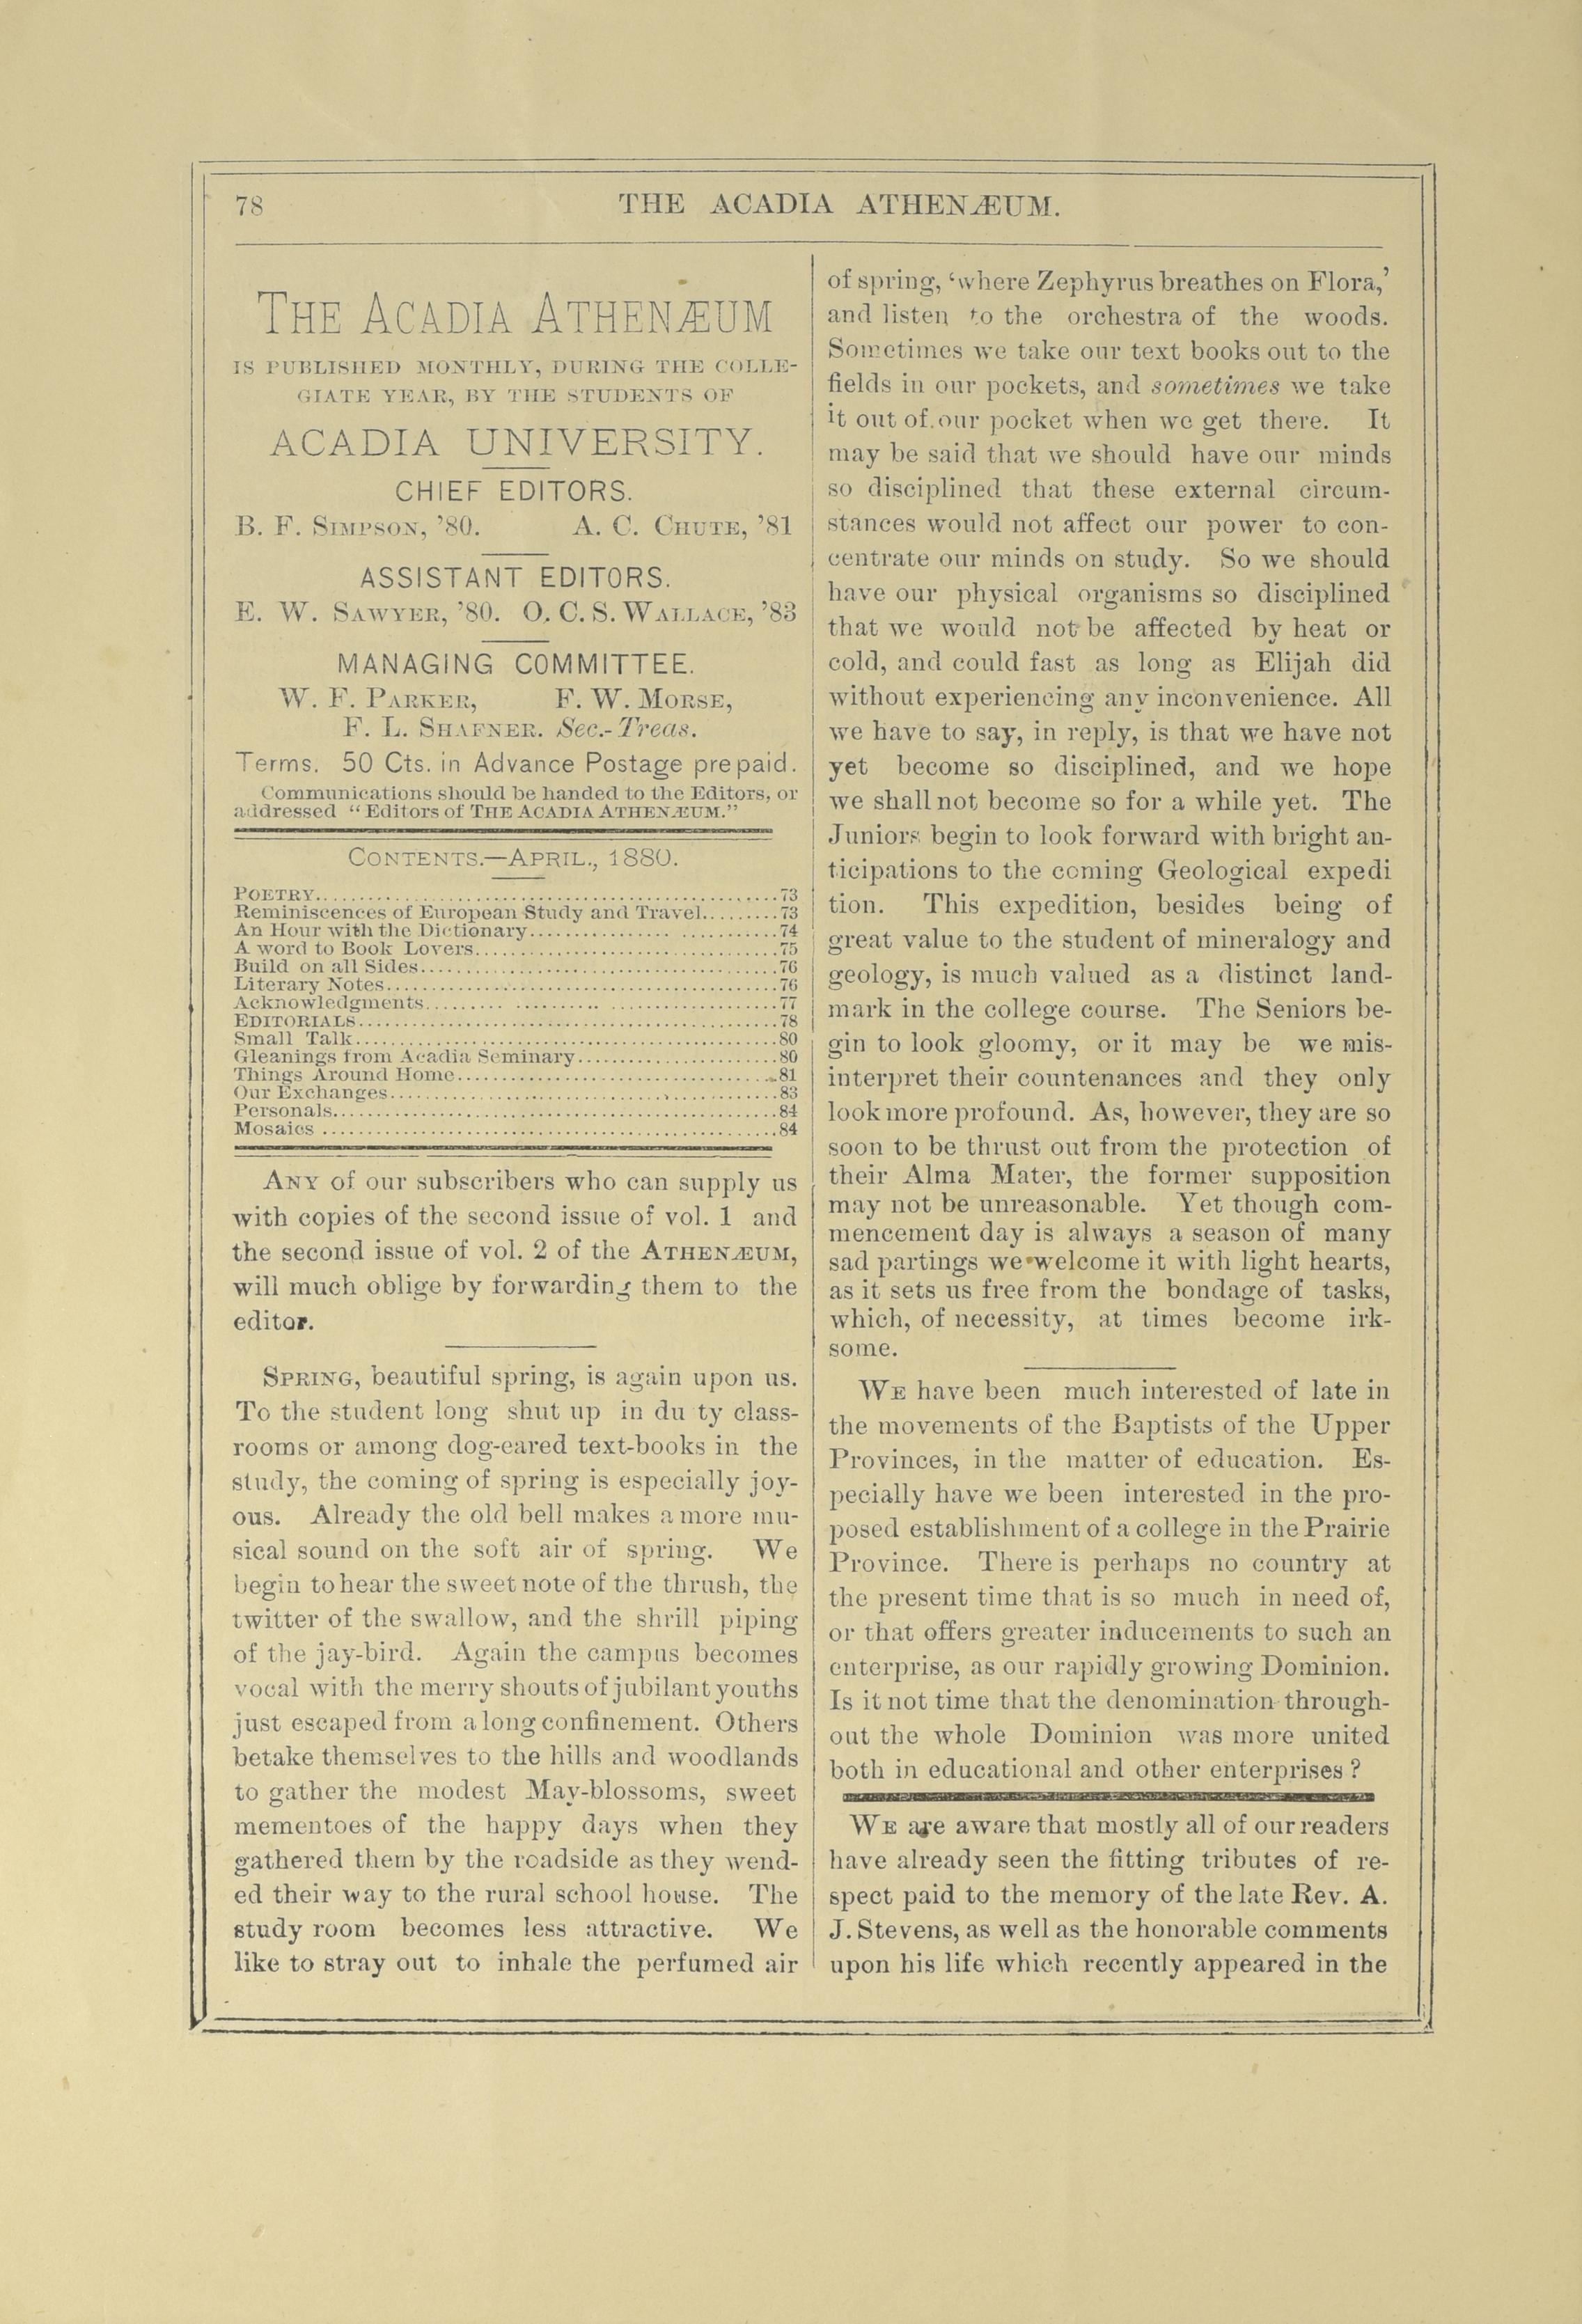 78
THE ACADIA ATHENÆUM.
THE ACADIA ATHENÆUM
IS PUBLISHED MONTHLY, DURING THE COLLE-
GIATE YEAR, BY THE STUDENTS OF
ACADIA UNIVERSITY.
CHIEF EDITORS.
B. F. SIMPSON, ’80. A. C. CHUTE, ’81
ASSISTANT EDITORS.
E. W. SAWYER, ’80. O. C. S. WALLACE, ’83
MANAGING COMMITTEE.
W. F. PARKER, F. W. MORSE,
F. L. SHAFNER. Sec.-Treas.
Terms. 50 Cts. in Advance Postage prepaid.
Communications should be handed to the Editors, or
addressed “Editors of THE ACADIA ATHENÆUM.”
CONTENTS.—APRIL., 1880.
POETRY....73
Reminiscences of European Study and Travel....73
An Hour with the Dictionary....74
A word to Book Lovers....75
Build on all Sides....76
Literary Notes....76
Acknowledgments....77
EDITORIALS....78
Small Talk....80
Gleanings from Acadia Seminary....80
Things Around Home....81
Our Exchanges....83
Personals....84
Mosaics....84
ANY of our subscribers who can supply us
with copies of the second issue of vol. 1 and
the second issue of vol. 2 of the ATHENÆUM,
will much oblige by forwarding them to the
editor.
SPRING, beautiful spring, is again upon us.
To the student long shut up in du ty class-
rooms or among dog-eared text-books in the
study, the coming of spring is especially joy-
ous. Already the old bell makes a more mu-
sical sound on the soft air of spring. We
begin to hear the sweet note of the thrush, the
twitter of the swallow, and the shrill piping
of the jay-bird. Again the campus becomes
vocal with the merry shouts of jubilant youths
just escaped from a long confinement. Others
betake themselves to the hills and woodlands
to gather the modest May-blossoms, sweet
mementoes of the happy days when they
gathered them by the roadside as they wend-
ed their way to the rural school house. The
study room becomes less attractive. We
like to stray out to inhale the perfumed air
of spring, ‘where Zephyrus breathes on Flora,’
and listen to the orchestra of the woods.
Sometimes we take our text books out to the
fields in our pockets, and sometimes we take
it out of our pocket when we get there. It
may be said that we should have our minds
so disciplined that these external circum-
stances would not affect our power to con-
centrate our minds on study. So we should
have our physical organisms so disciplined
that we would not be affected by heat or
cold, and could fast as long as Elijah did
without experiencing any inconvenience. All
we have to say, in reply, is that we have not
yet become so disciplined, and we hope
we shall not become so for a while yet. The
Juniors begin to look forward with bright an-
ticipations to the coming Geological expedi
tion. This expedition, besides being of
great value to the student of mineralogy and
geology, is much valued as a distinct land-
mark in the college course. The Seniors be-
gin to look gloomy, or it may be we mis-
interpret their countenances and they only
look more profound. As, however, they are so
soon to be thrust out from the protection of
their Alma Mater, the former supposition
may not be unreasonable. Yet though com-
mencement day is always a season of many
sad partings we welcome it with light hearts,
as it sets us free from the bondage of tasks,
which, of necessity, at times become irk-
some.
WE have been much interested of late in
the movements of the Baptists of the Upper
Provinces, in the matter of education. Es-
pecially have we been interested in the pro-
posed establishment of a college in the Prairie
Province. There is perhaps no country at
the present time that is so much in need of,
or that offers greater inducements to such an
enterprise, as our rapidly growing Dominion.
Is it not time that the denomination through-
out the whole Dominion was more united
both in educational and other enterprises?
WE are aware that mostly all of our readers
have already seen the fitting tributes of re-
spect paid to the memory of the late Rev. A.
J. Stevens, as well as the honorable comments
upon his life which recently appeared in the